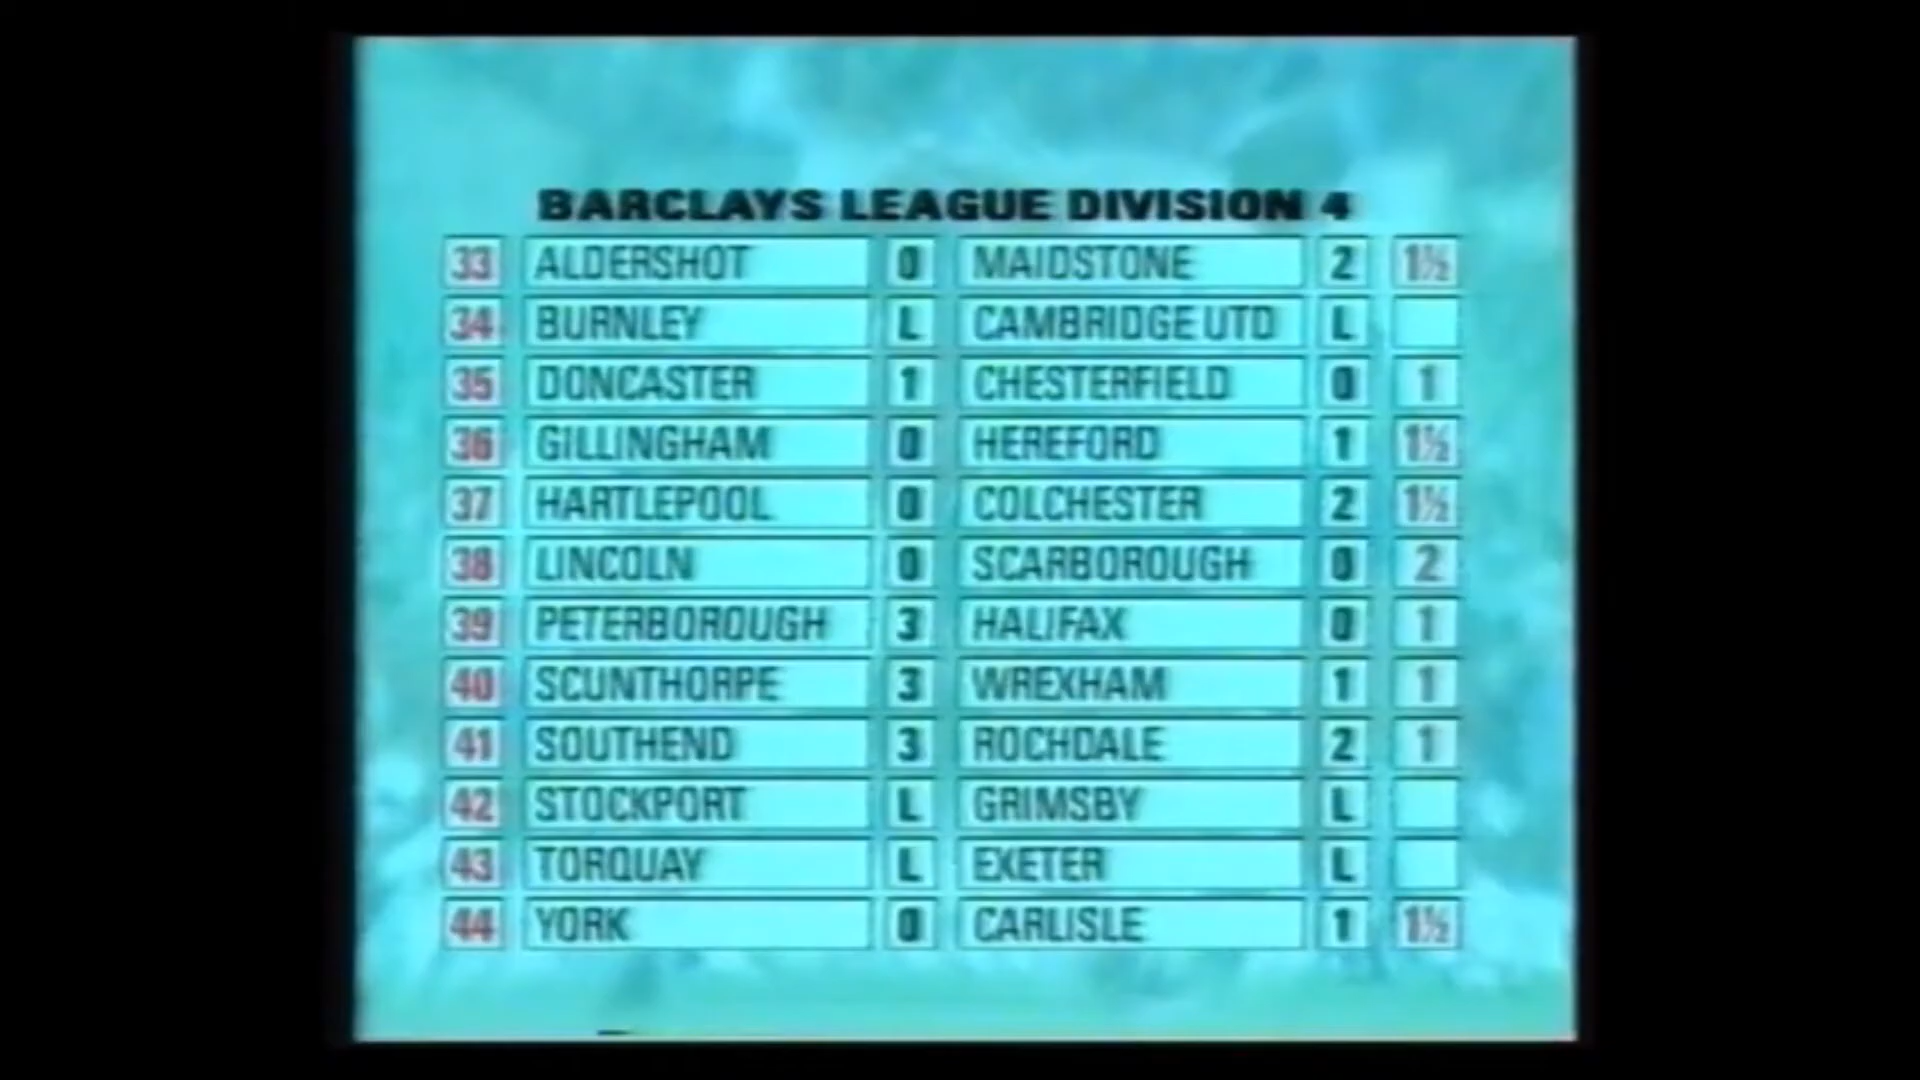 BARCLAYS LEAGUE DIVISION 4
33 ALDERSHOT 0 MAIDSTONE 2 1½
34 BURNLEY L CAMBRIDGE UTD L
35 DONCASTER 1 CHESTERFIELD 0 1
36 GILLINGHAM 0 HEREFORD 1 1½
37 HARTLEPOOL 0 COLCHESTER 2 1½
38 LINCOLN 0 SCARBOROUGH 0 2
39 PETERBOROUGH 3 HALIFAX 0 1
40 SCUNTHORPE 3 WREXHAM 1 1
41 SOUTHEND 3 ROCHDALE 2 1
42 STOCKPORT L GRIMSBY L
43 TORQUAY L EXETER L
44 YORK 0 CARLISLE 1 1½